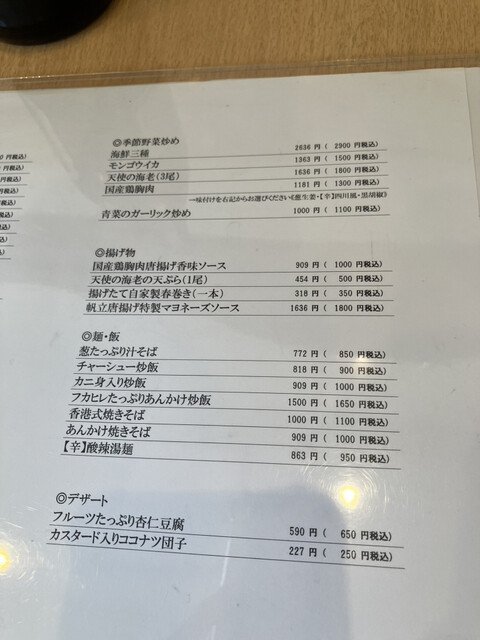 ◎季節野菜炒め
海鮮三種 2636 円 ( 2900 円税込)
モンゴウイカ 1363 円 ( 1500 円税込)
天使の海老(3尾) 1636 円 ( 1800 円税込)
国産鶏胸肉 1181 円 ( 1300 円税込)
一味付けを右記からお選びください《葱生姜・【辛】四川風・黒胡椒》
青菜のガーリック炒め 1000 円 ( 1100 円税込)
◎揚げ物
国産鶏胸肉唐揚げ香味ソース 909 円 ( 1000 円税込)
天使の海老の天ぷら(1尾) 454 円 ( 500 円税込)
揚げたて自家製春巻き(一本) 318 円 ( 350 円税込)
帆立唐揚げ特製マヨネーズソース 1636 円 ( 1800 円税込)
◎麺・飯
葱たっぷり汁そば 772 円 ( 850 円税込)
チャーシュー炒飯 818 円 ( 900 円税込)
カニ身入り炒飯 909 円 ( 1000 円税込)
フカヒレたっぷりあんかけ炒飯 1500 円 ( 1650 円税込)
香港式焼きそば 1000 円 ( 1100 円税込)
あんかけ焼きそば 909 円 ( 1000 円税込)
【辛】酸辣湯麺 863 円 ( 950 円税込)
◎デザート
フルーツたっぷり杏仁豆腐 590 円 ( 650 円税込)
カスタード入りココナツ団子 227 円 ( 250 円税込)